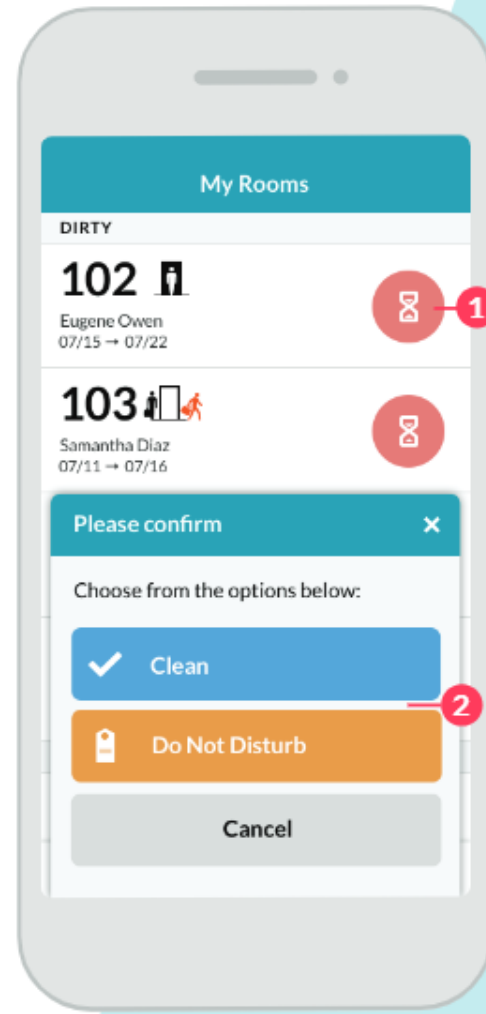 My Rooms
DIRTY
102
Eugene Owen
07/15 → 07/22
1
103
Samantha Diaz
07/11 → 07/16
Please confirm
Choose from the options below:
Clean
2
Do Not Disturb
Cancel